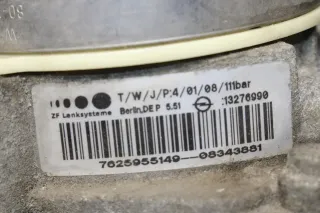 T/W/J/P:4/01/08/111bar
ZF Lenksysteme Berlin,DE P 5.51 :13276990
7625955149--08343881